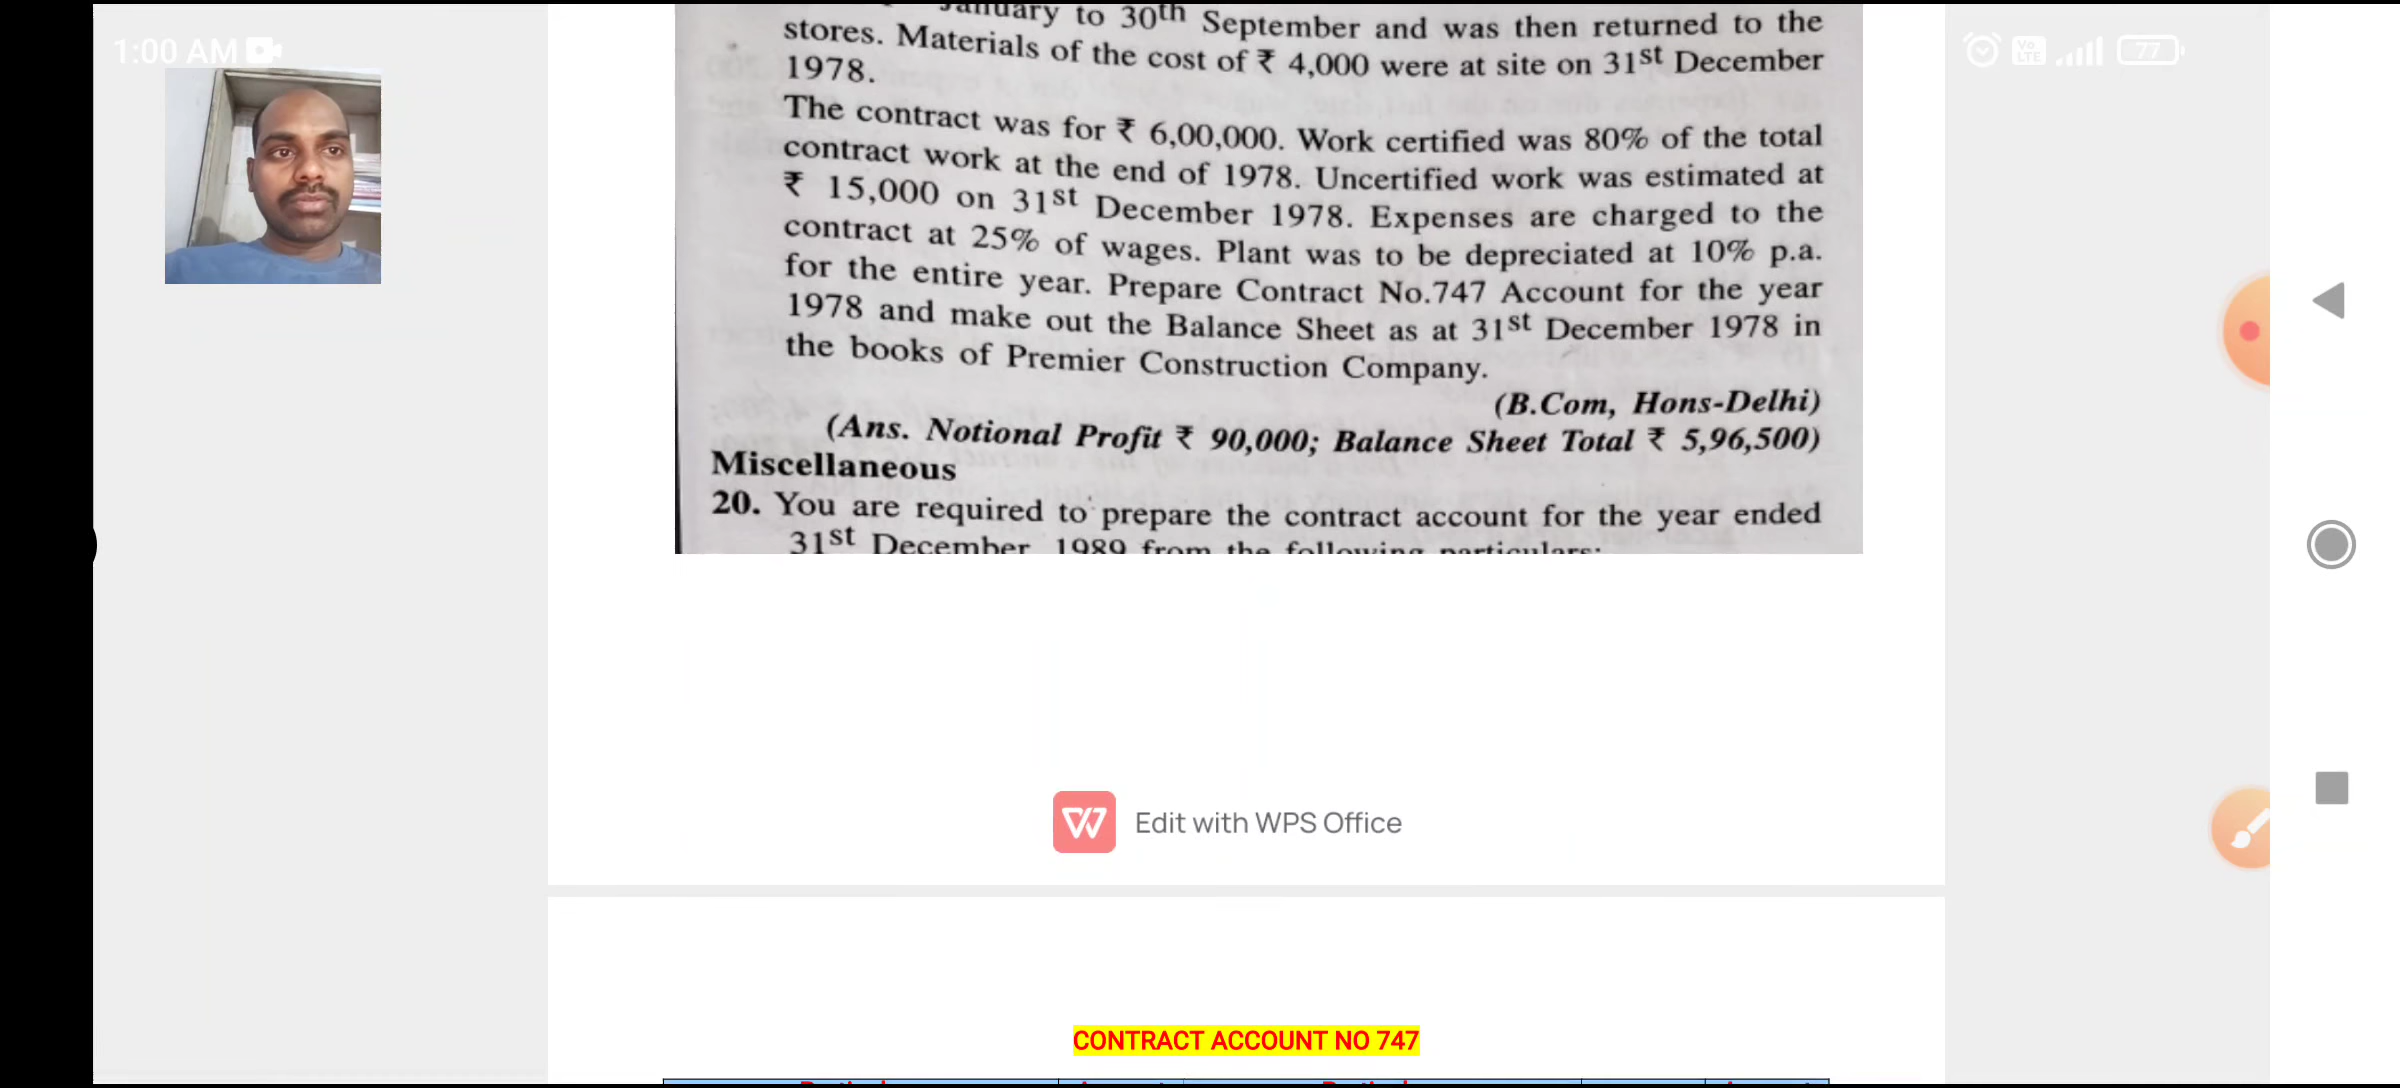 1:00 AM
77
Vo LTE
January to 30th September and was then returned to the
stores. Materials of the cost of ₹ 4,000 were at site on 31st December
1978.
The contract was for ₹ 6,00,000. Work certified was 80% of the total
contract work at the end of 1978. Uncertified work was estimated at
₹ 15,000 on 31st December 1978. Expenses are charged to the
contract at 25% of wages. Plant was to be depreciated at 10% p.a.
for the entire year. Prepare Contract No.747 Account for the year
1978 and make out the Balance Sheet as at 31st December 1978 in
the books of Premier Construction Company.
(B.Com, Hons-Delhi)
(Ans. Notional Profit ₹ 90,000; Balance Sheet Total ₹ 5,96,500)
Miscellaneous
20. You are required to prepare the contract account for the year ended
31st December 1989 from the following particulars:
Edit with WPS Office
CONTRACT ACCOUNT NO 747